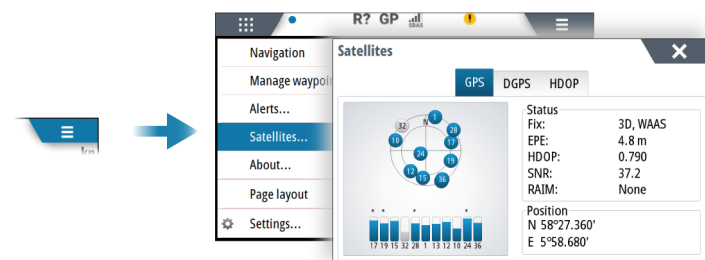 R? GP SBAS !
Navigation
Manage waypoin
Alerts...
Satellites...
About...
Page layout
Settings...
Satellites
GPS DGPS HDOP
N
32
1
28
10
17
24
19
12
15
36
17 19 15 32 28 1 13 12 10 24 36
Status
Fix: 3D, WAAS
EPE: 4.8 m
HDOP: 0.790
SNR: 37.2
RAIM: None
Position
N 58°27.360'
E 5°58.680'